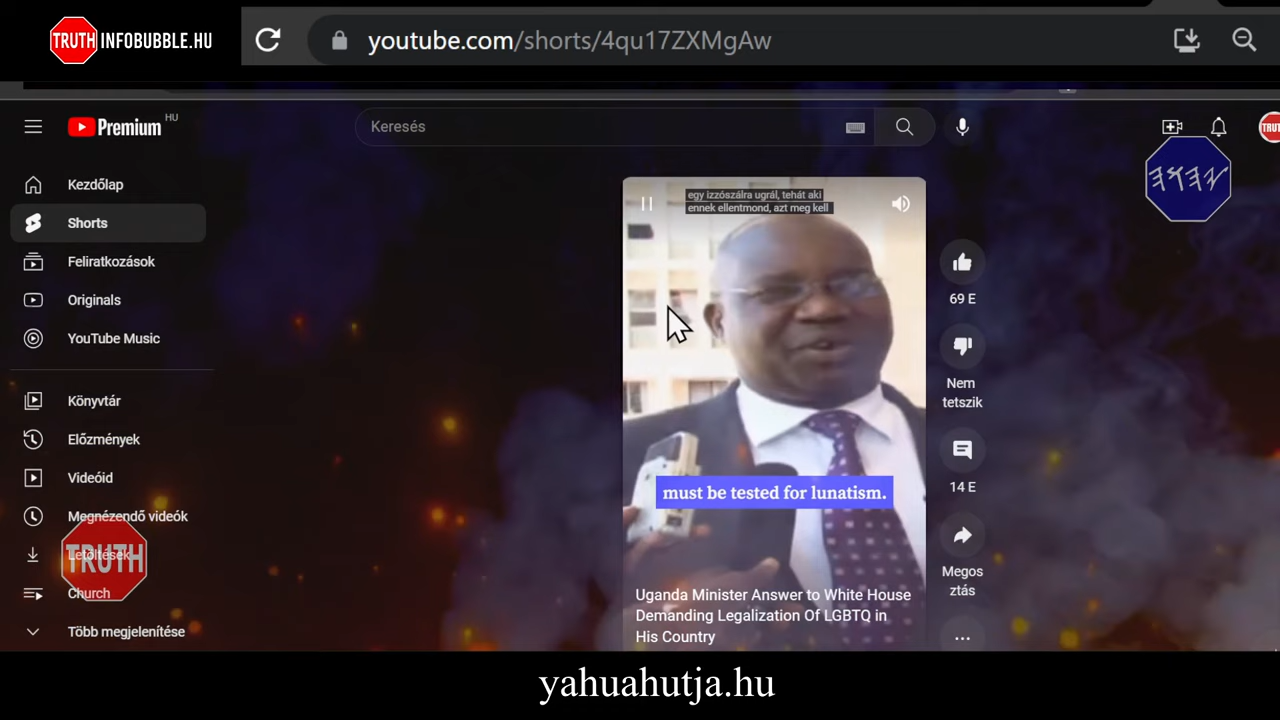 TRUTH INFOBUBBLE.HU
youtube.com/shorts/4qu17ZXMgAw
Premium HU
Keresés
TRUTH
Kezdőlap
Shorts
Feliratkozások
Originals
YouTube Music
Könyvtár
Előzmények
Videóid
Megnézendő videók
Letöltések
TRUTH
Church
Több megjelenítése
egy izzószálra ugrál, tehát aki
ennek ellentmond, azt meg kell
must be tested for lunatism.
Uganda Minister Answer to White House
Demanding Legalization Of LGBTQ in
His Country
69 E
Nem
tetszik
14 E
Megos
ztás
yahuahutja.hu